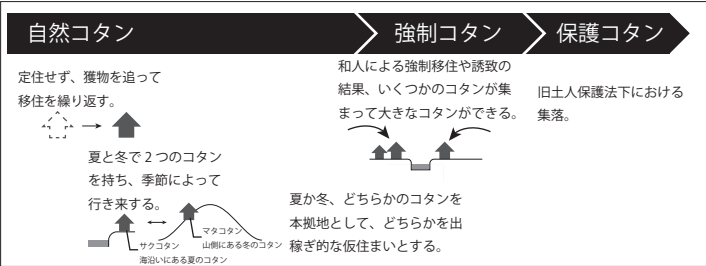 自然コタン
強制コタン
保護コタン
定住せず、獲物を追って
移住を繰り返す。
夏と冬で 2 つのコタン
を持ち、季節によって
行き来する。
サクコタン
海沿いにある夏のコタン
マタコタン
山側にある冬のコタン
和人による強制移住や誘致の
結果、いくつかのコタンが集
まって大きなコタンができる。
夏か冬、どちらかのコタンを
本拠地として、どちらかを出
稼ぎ的な仮住まいとする。
旧土人保護法下における
集落。